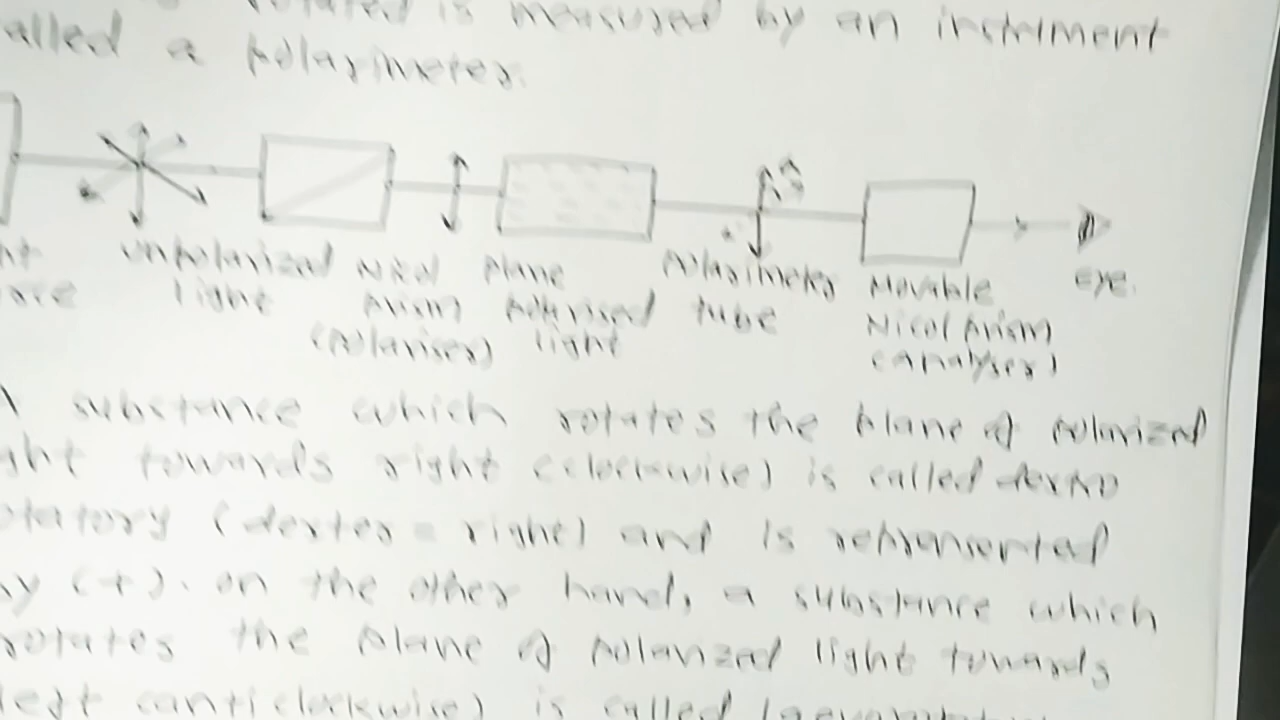 rotated is measured by an instrument
called a polarimeter.
unpolarized Nicol plane polarimeter Movable Eye.
light prism polarised tube Nicol prism
(polariser) light (analyser)
substance which rotates the plane of polarized
light towards right (clockwise) is called dextro
rotatory (dexter = right) and is represented
by (+). on the other hand, a substance which
rotates the plane of polarized light towards
left (anticlockwise) is called